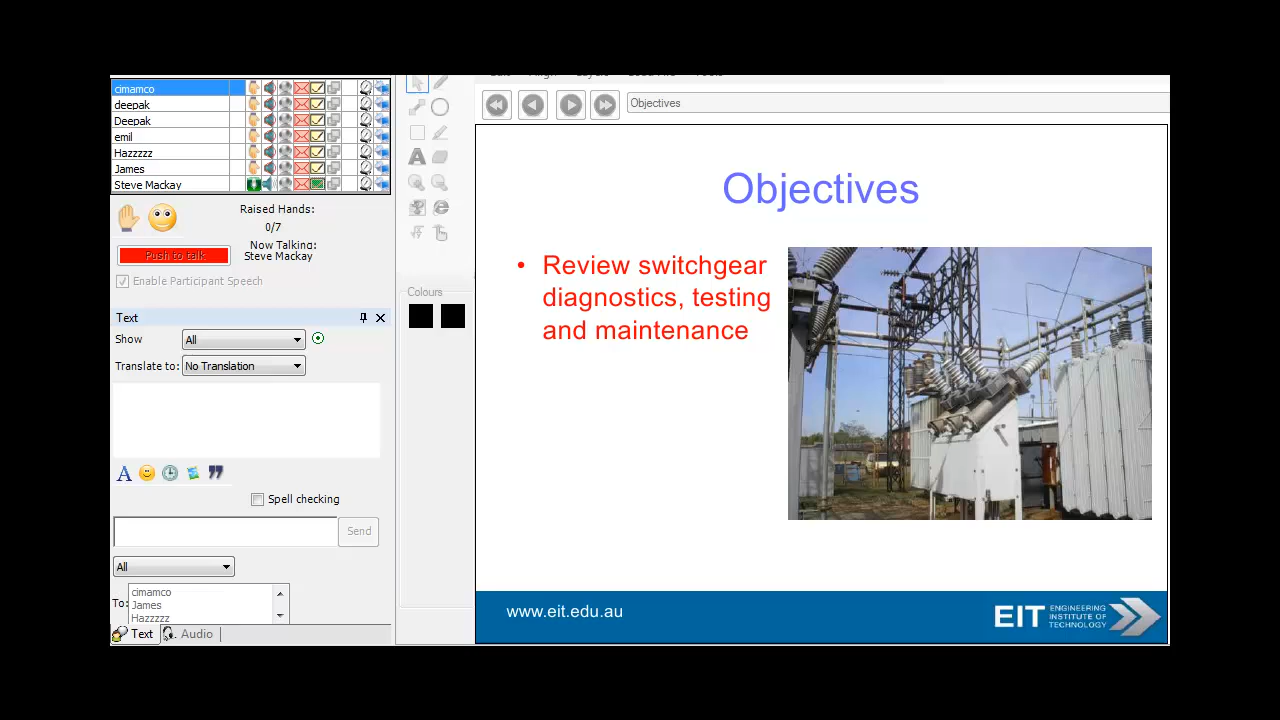 cimamco
deepak
Deepak
emil
Hazzzzz
James
Steve Mackay
Raised Hands:
0/7
Now Talking:
Steve Mackay
Push to talk
Enable Participant Speech
Text
Show
All
Translate to:
No Translation
Spell checking
Send
All
To:
cimamco
James
Hazzzzz
Text
Audio
Colours
Objectives
Objectives
• Review switchgear
diagnostics, testing
and maintenance
www.eit.edu.au
EIT
ENGINEERING
INSTITUTE OF
TECHNOLOGY